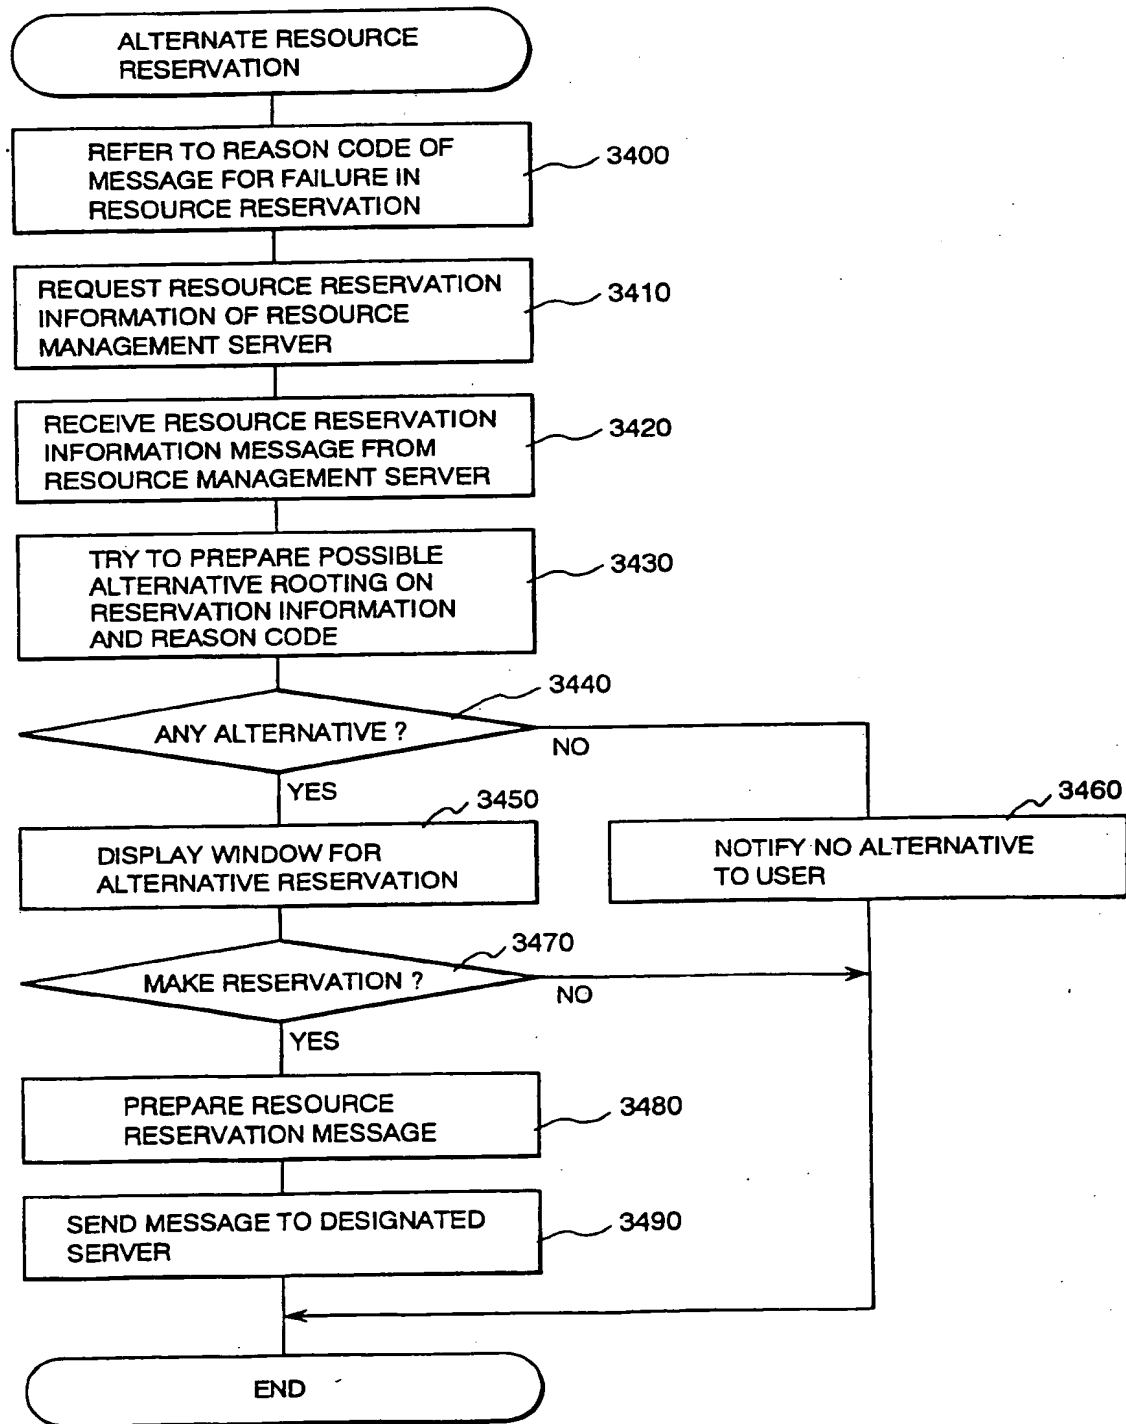 ALTERNATE RESOURCE
RESERVATION
REFER TO REASON CODE OF
MESSAGE FOR FAILURE IN
RESOURCE RESERVATION
3400
REQUEST RESOURCE RESERVATION
INFORMATION OF RESOURCE
MANAGEMENT SERVER
3410
RECEIVE RESOURCE RESERVATION
INFORMATION MESSAGE FROM
RESOURCE MANAGEMENT SERVER
3420
TRY TO PREPARE POSSIBLE
ALTERNATIVE ROOTING ON
RESERVATION INFORMATION
AND REASON CODE
3430
3440
ANY ALTERNATIVE ?
NO
YES
3450
DISPLAY WINDOW FOR
ALTERNATIVE RESERVATION
3460
NOTIFY NO ALTERNATIVE
TO USER
3470
MAKE RESERVATION ?
NO
YES
PREPARE RESOURCE
RESERVATION MESSAGE
3480
SEND MESSAGE TO DESIGNATED
SERVER
3490
END